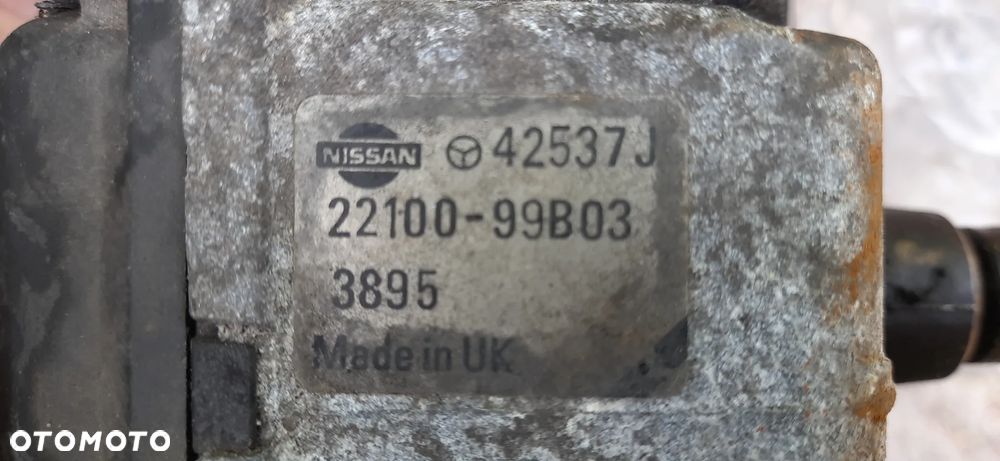 NISSAN 42537J
22100-99B03
3895
Made in UK
OTOMOTO